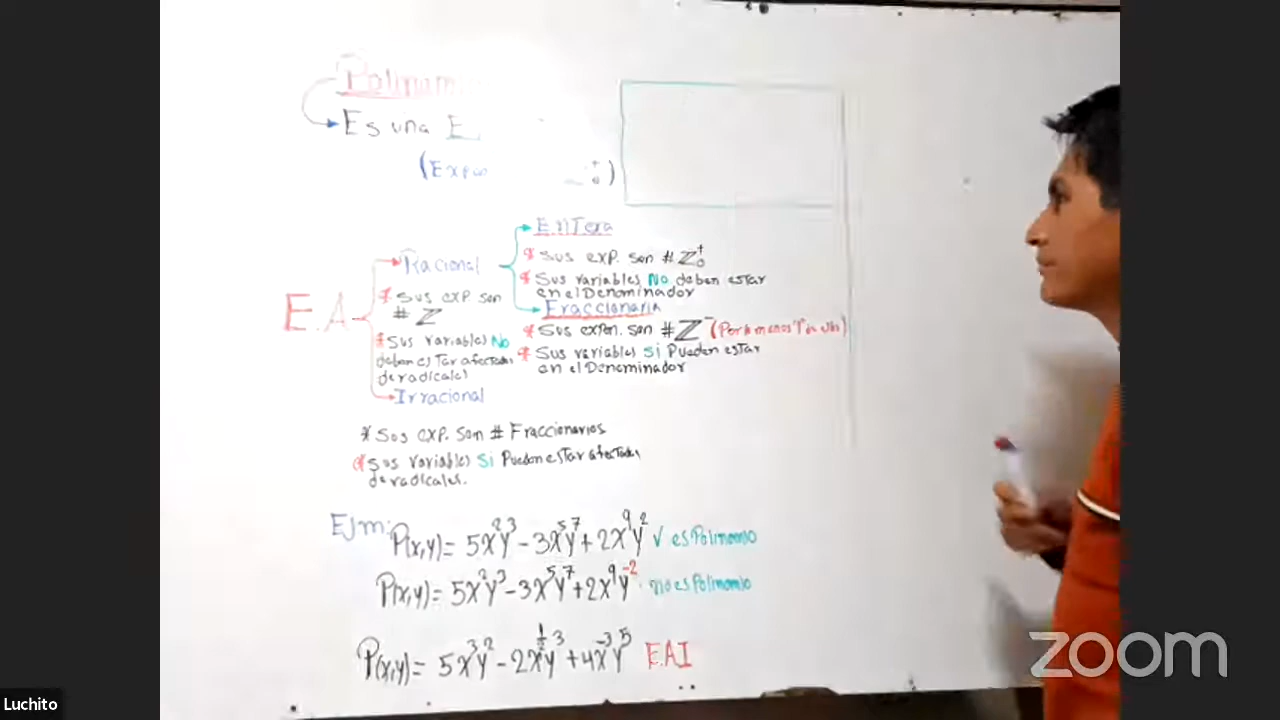 Polinom
Es una E
(Expo
+
o )
Entera
Racional
* Sus exp. son # Z₀⁺
* Sus variables No deben estar
en el Denominador
* Sus exp son
# Z
E.A
Fraccionaria
* Sus expon. son # Z⁻ (Por lo menos 1 de ellos)
* Sus variables No
deben estar afectadas
de radicales
* Sus variables Si Pueden estar
en el Denominador
Irracional
* Sus exp. son # Fraccionarios
* Sus variables Si Pueden estar afectadas
de radicales.
Ejm:
P(x,y) = 5x²y³ - 3x⁵y⁷ + 2x⁹y² √ es Polinomio
P(x,y) = 5x²y³ - 3x⁵y⁷ + 2x⁹y⁻² no es Polinomio
P(x,y) = 5x³y² - 2x^½y³ + 4x⁻³y⁵ E.A.I
zoom
Luchito